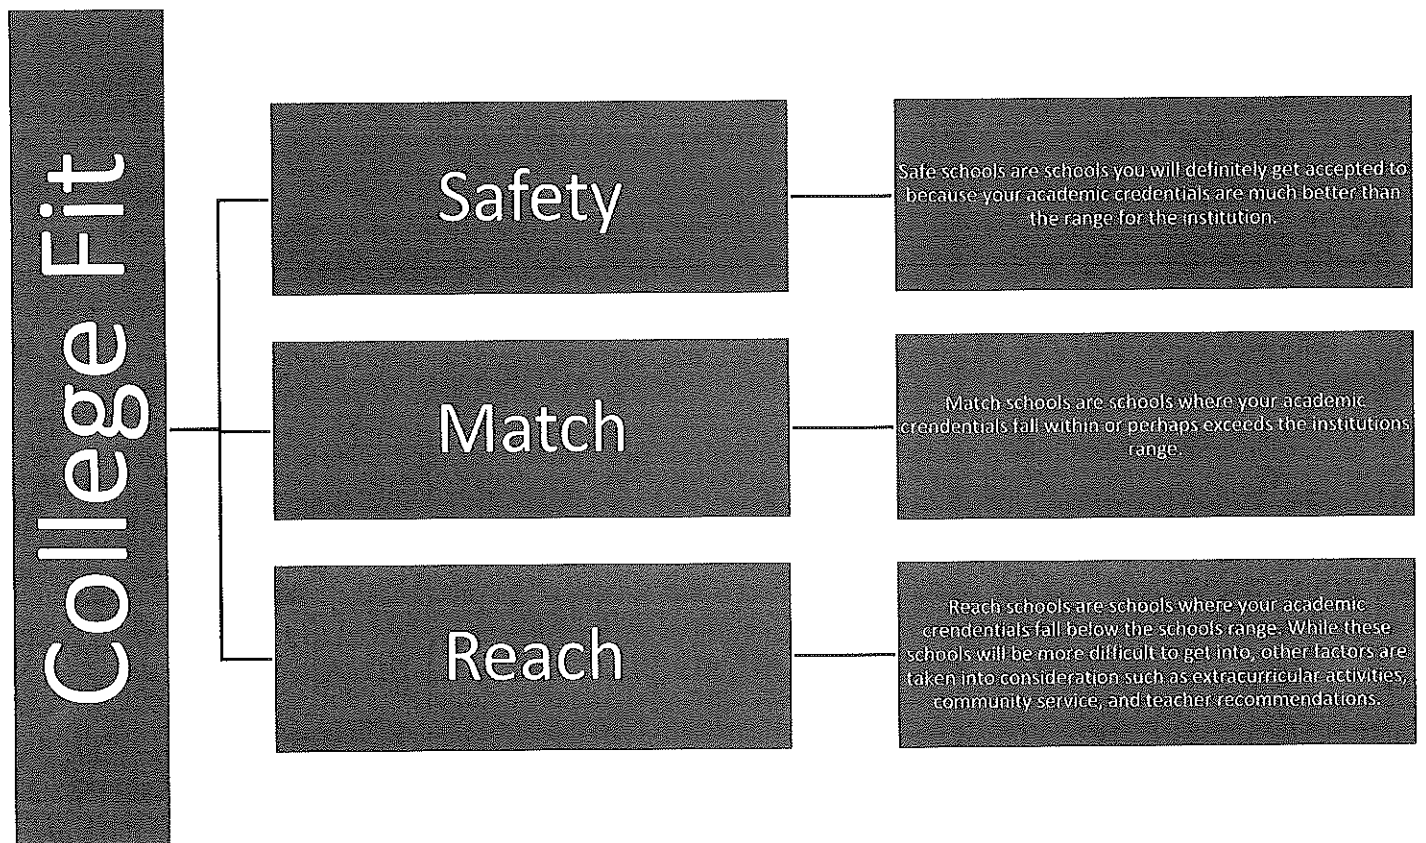 College Fit
Safety
Safe schools are schools you will definitely get accepted to
because your academic credentials are much better than
the range for the institution.
Match
Match schools are schools where your academic
crendentials fall within or perhaps exceeds the institutions
range.
Reach
Reach schools are schools where your academic
crendentials fall below the schools range. While these
schools will be more difficult to get into, other factors are
taken into consideration such as extracurricular activities,
community service, and teacher recommendations.